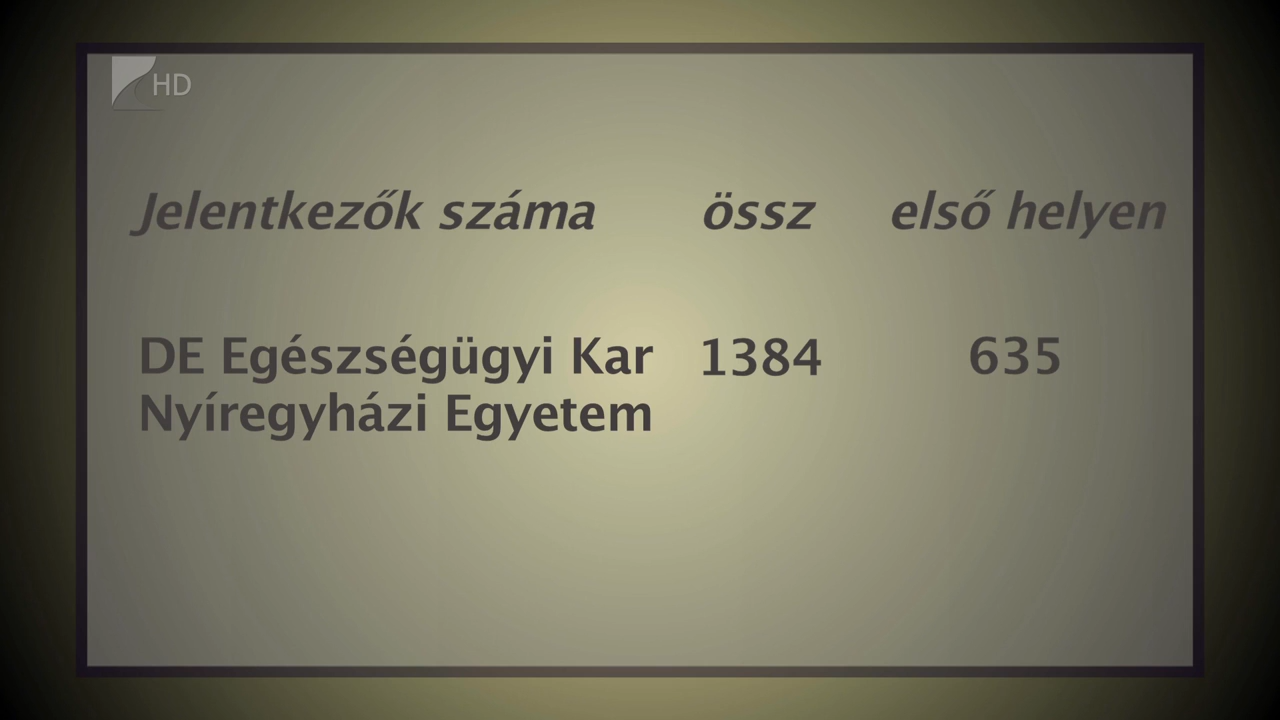 HD
Jelentkezők száma össz első helyen
DE Egészségügyi Kar 1384 635
Nyíregyházi Egyetem